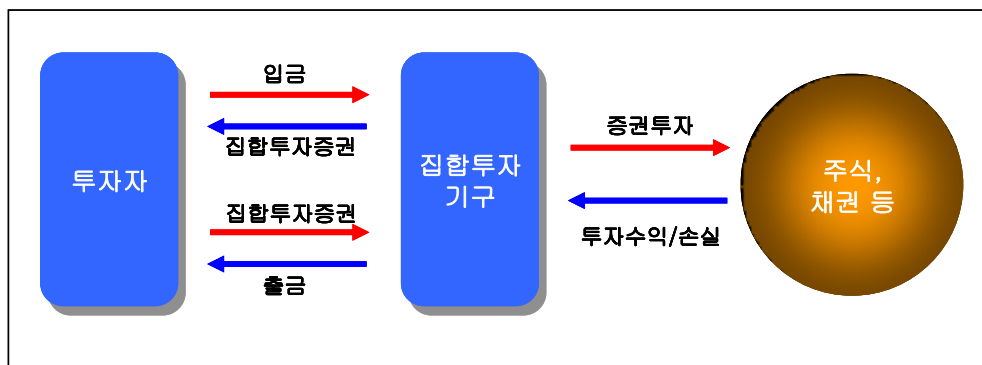 투자자
입금
집합투자증권
집합투자증권
출금
집합투자
기구
증권투자
투자수익/손실
주식,
채권 등